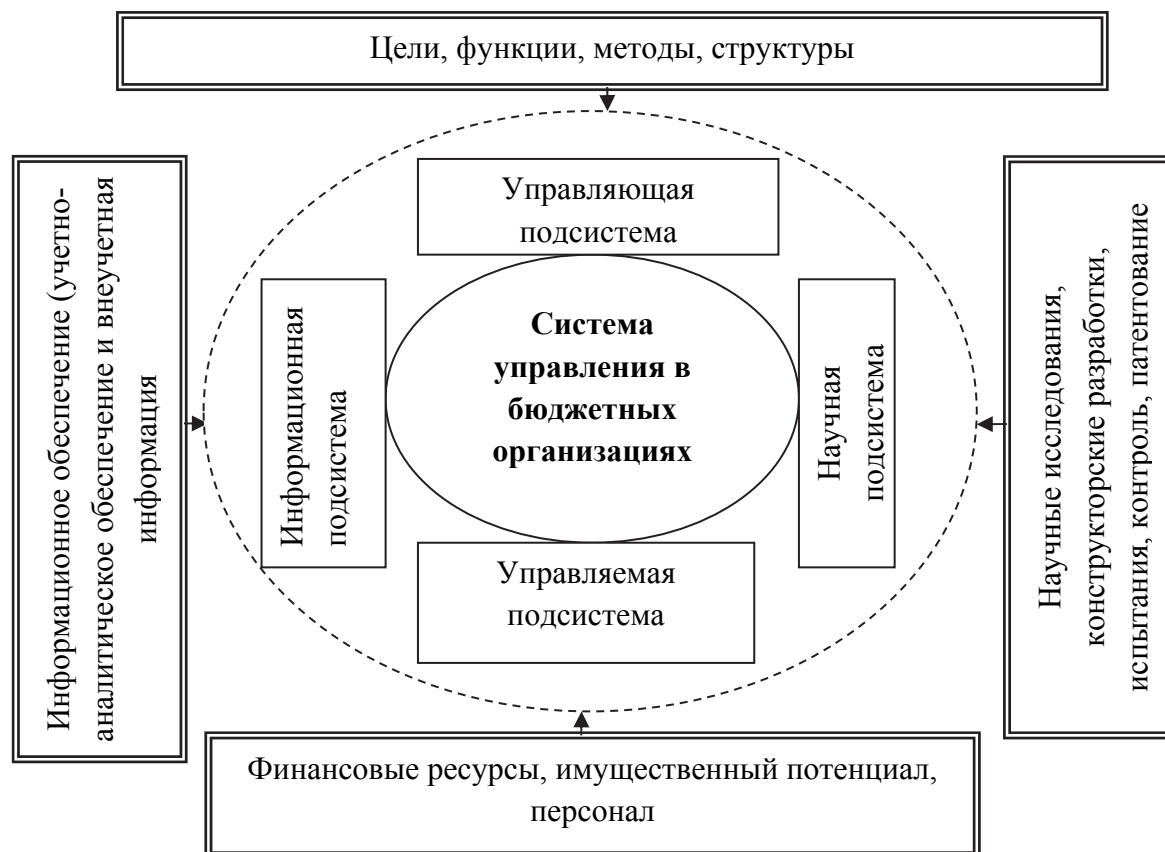 Цели, функции, методы, структуры
Информационное обеспечение (учетно-
аналитическое обеспечение и внеучетная
информация
Управляющая
подсистема
Информационная
подсистема
Система
управления в
бюджетных
организациях
Научная
подсистема
Управляемая
подсистема
Научные исследования,
конструкторские разработки,
испытания, контроль, патентование
Финансовые ресурсы, имущественный потенциал,
персонал